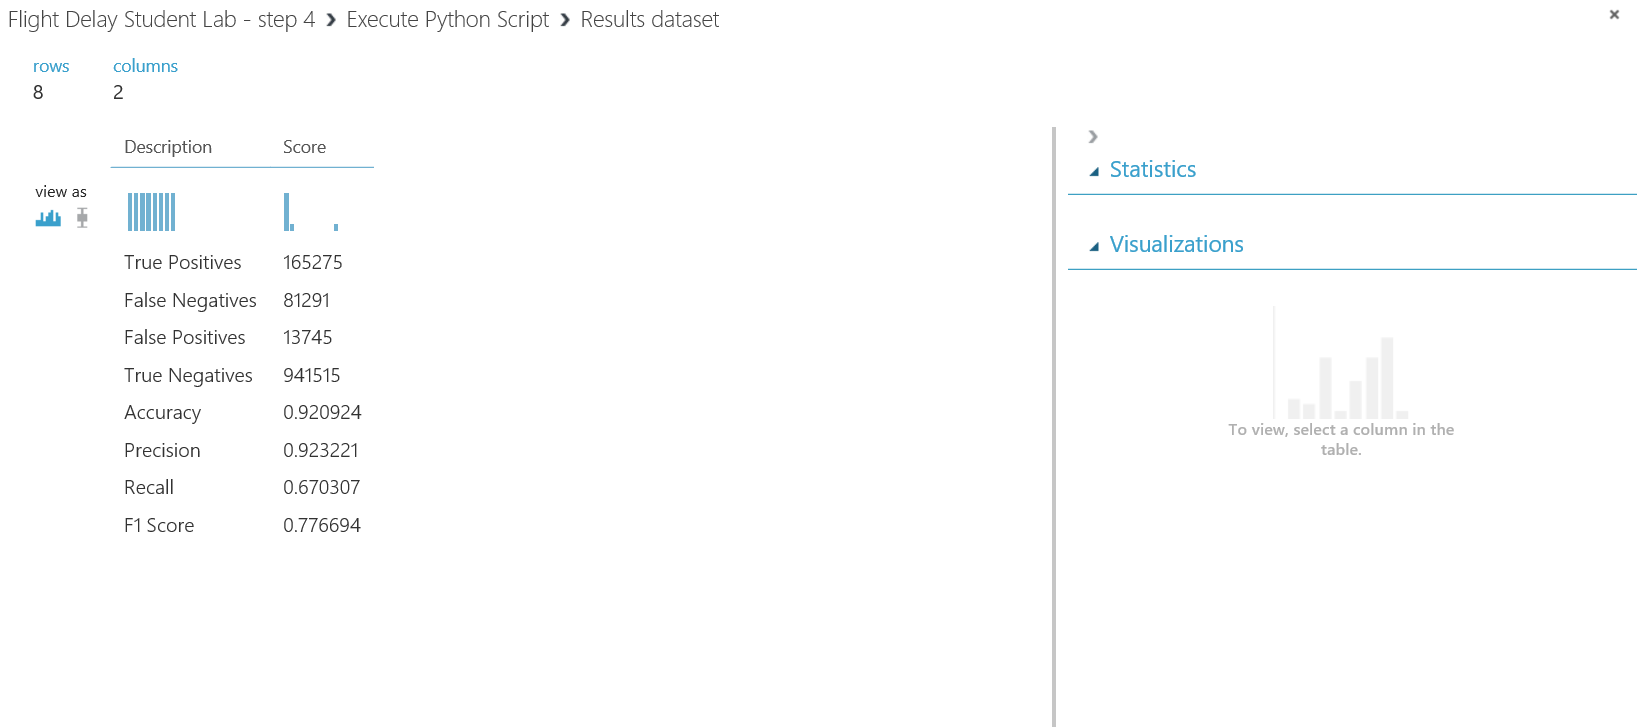 Flight Delay Student Lab - step 4 › Execute Python Script › Results dataset
rows columns
8 2
Description Score
view as
True Positives 165275
False Negatives 81291
False Positives 13745
True Negatives 941515
Accuracy 0.920924
Precision 0.923221
Recall 0.670307
F1 Score 0.776694
Statistics
Visualizations
To view, select a column in the
table.